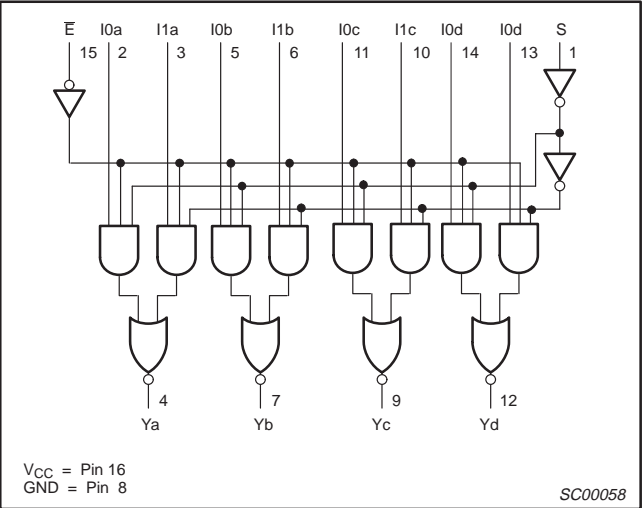 E̅ I0a I1a I0b I1b I0c I1c I0d I0d S
15 2 3 5 6 11 10 14 13 1
4 7 9 12
Ya Yb Yc Yd
VCC = Pin 16
GND = Pin 8
SC00058